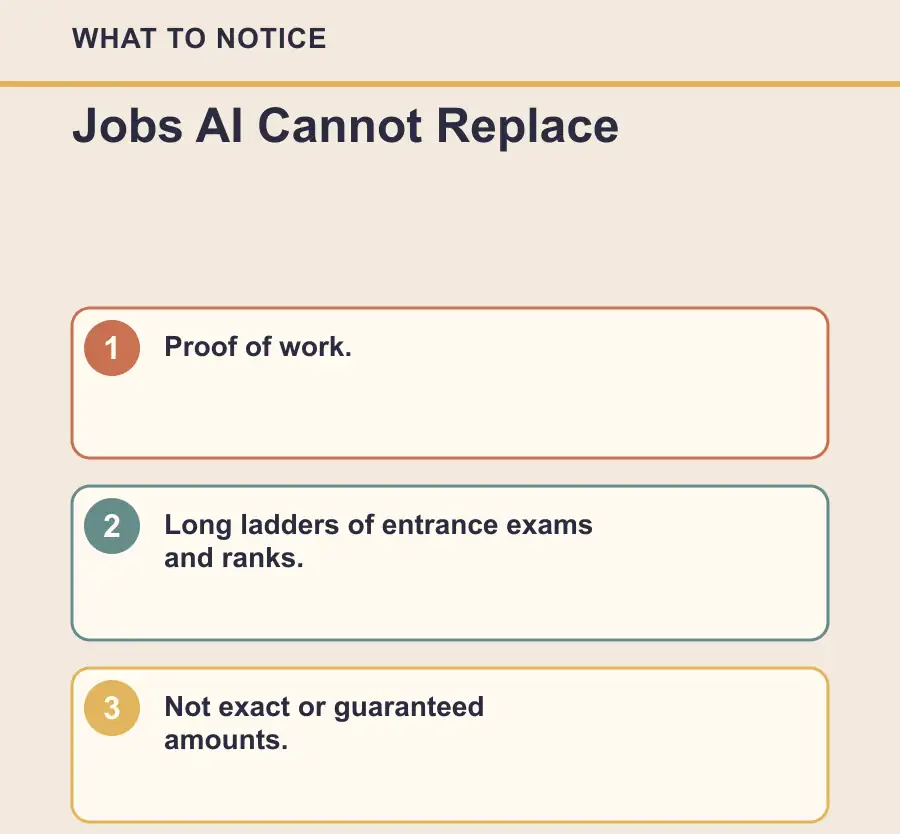 WHAT TO NOTICE
Jobs AI Cannot Replace
1
Proof of work.
2
Long ladders of entrance exams
and ranks.
3
Not exact or guaranteed
amounts.